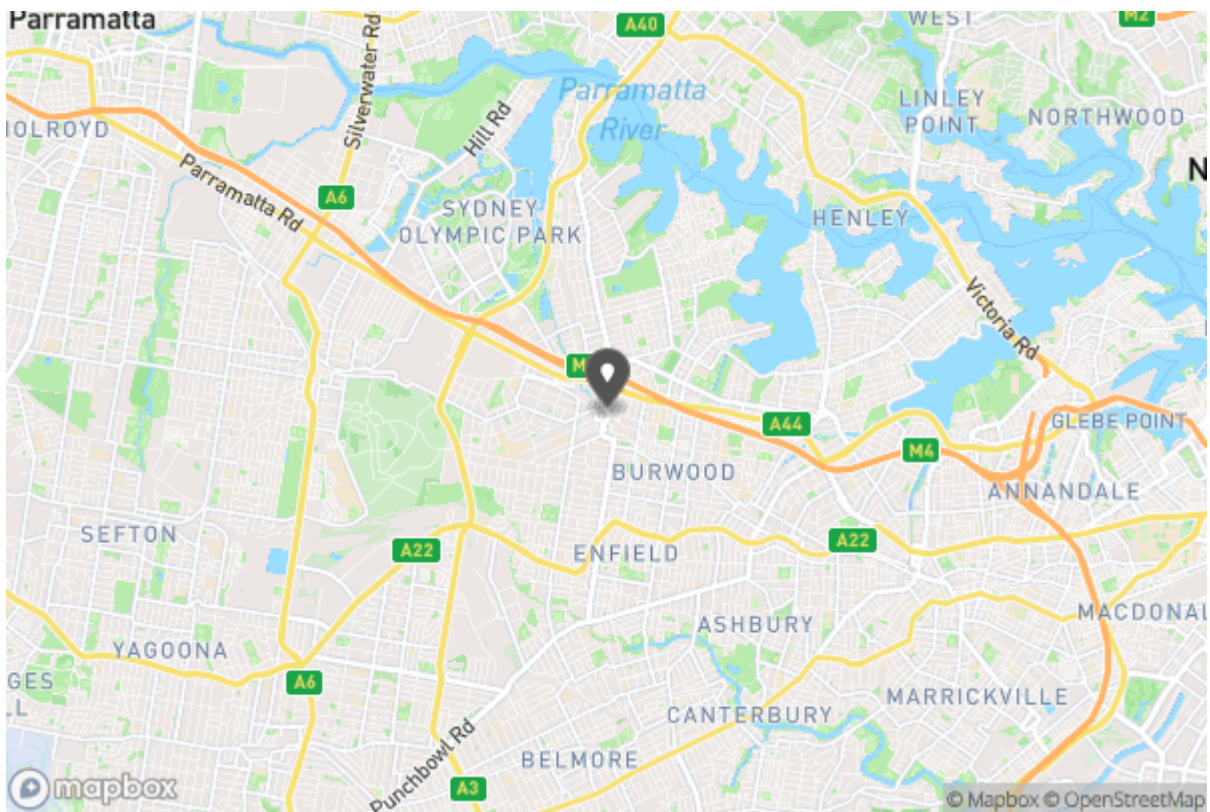 Parramatta
A40
WEST
M2
Silverwater Rd
Hill Rd
Parramatta
River
LINLEY
POINT
NORTHWOOD
HOLROYD
Parramatta Rd
A6
SYDNEY
OLYMPIC PARK
HENLEY
N
Victoria Rd
M
A44
M4
GLEBE POINT
BURWOOD
ANNANDALE
SEFTON
A22
ENFIELD
A22
ASHBURY
MACDONAL
YAGOONA
GES
LL
A6
MARRICKVILLE
CANTERBURY
Punchbowl Rd
BELMORE
A3
mapbox
© Mapbox © OpenStreetMap